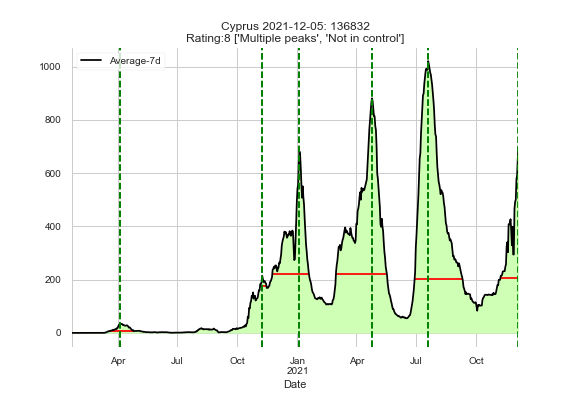 Cyprus 2021-12-05: 136832
Rating:8 ['Multiple peaks', 'Not in control']
Average-7d
1000
800
600
400
200
0
Apr Jul Oct Jan Apr Jul Oct
2021
Date